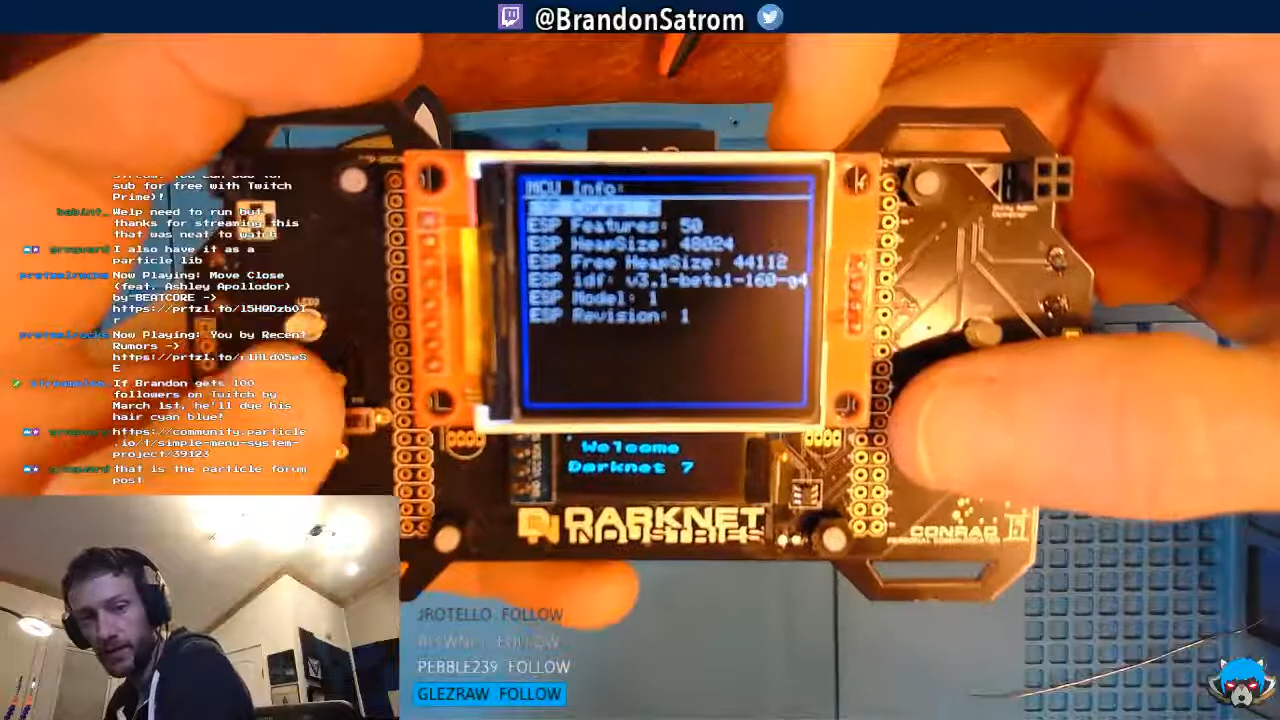 @BrandonSatrom
sub for free with Twitch
Prime)!
Welp need to run but
thanks for streaming this
that was neat to watch
I also have it as a
particle lib
pretzelrocks Now Playing: Move Close
(feat. Ashley Apollodor)
by BEATCORE ->
pretzelrocks Now Playing: You by Recent
Rumors ->
If Brandon gets 100
followers on Twitch by
March 1st, he'll dye his
hair cyan blue!
https://community.particle
.io/t/simple-menu-system-
project/39123
that is the particle forum
post
MCU Info:
ESP Features: 50
ESP HeapSize: 48024
ESP Free HeapSize: 44112
ESP idf: v3.1-beta1-160-g4
ESP Model: 1
ESP Revision: 1
Welcome
Darknet 7
DARKNET
CONRAD
JROTELLO FOLLOW
FOLLOW
PEBBLE239 FOLLOW
GLEZRAW FOLLOW